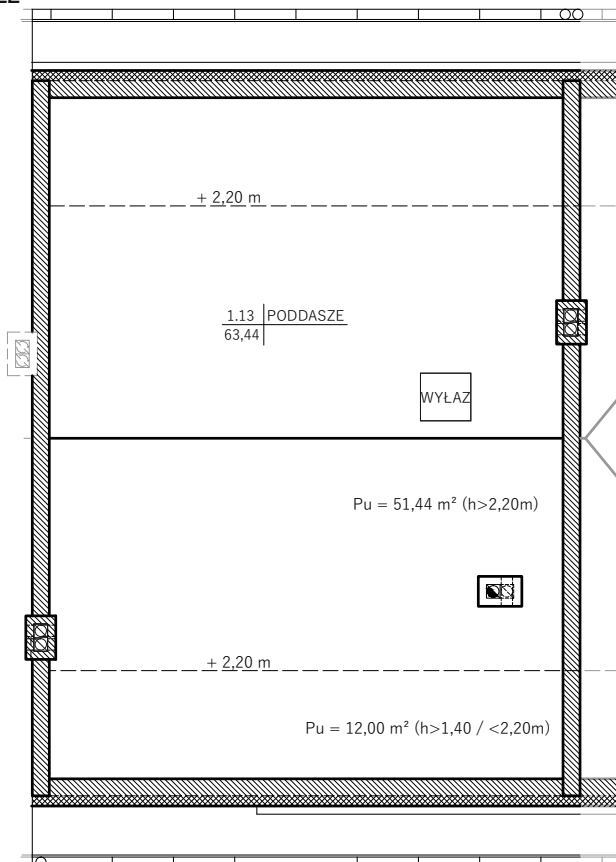 + 2,20 m
1.13 PODDASZE
63,44
WYŁAZ
Pu = 51,44 m² (h>2,20m)
+ 2,20 m
Pu = 12,00 m² (h>1,40 / <2,20m)